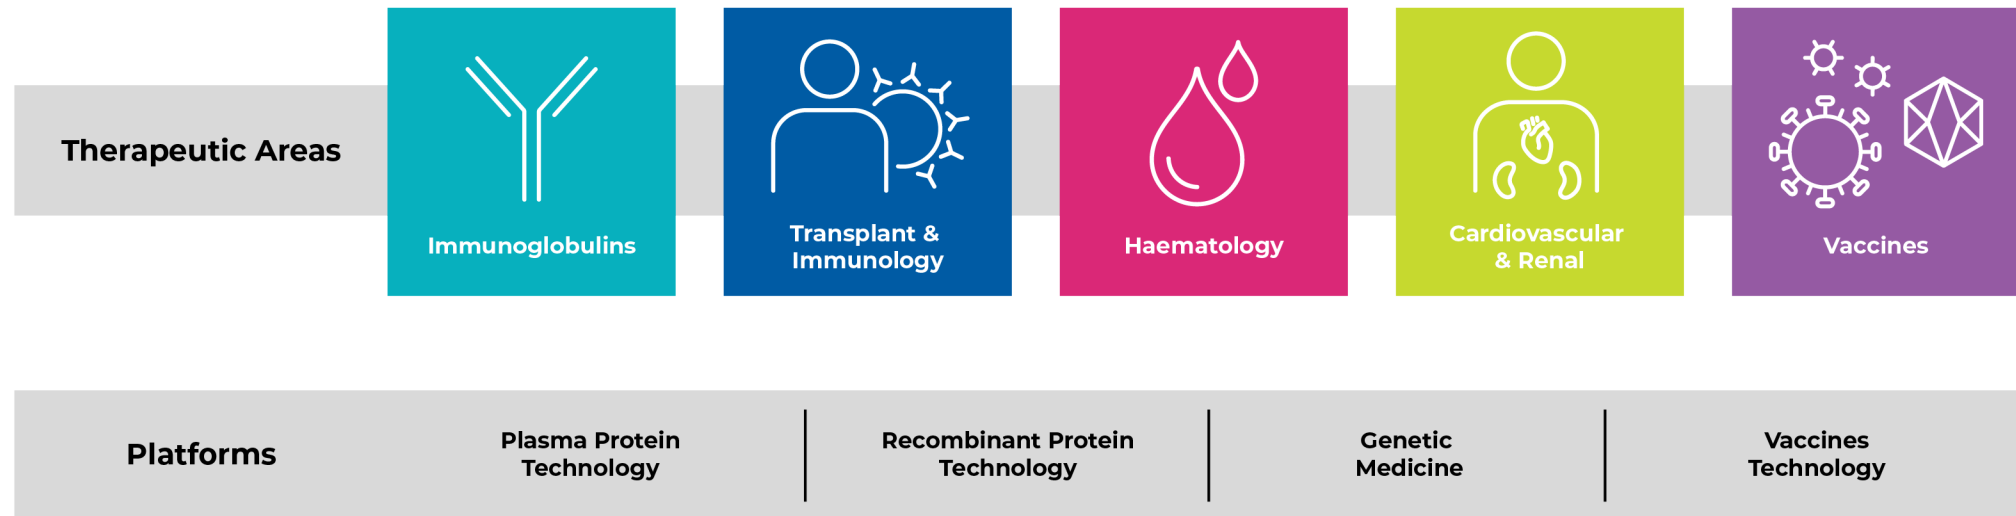 Therapeutic Areas
Immunoglobulins
Transplant &
Immunology
Haematology
Cardiovascular
& Renal
Vaccines
Platforms
Plasma Protein
Technology
Recombinant Protein
Technology
Genetic
Medicine
Vaccines
Technology